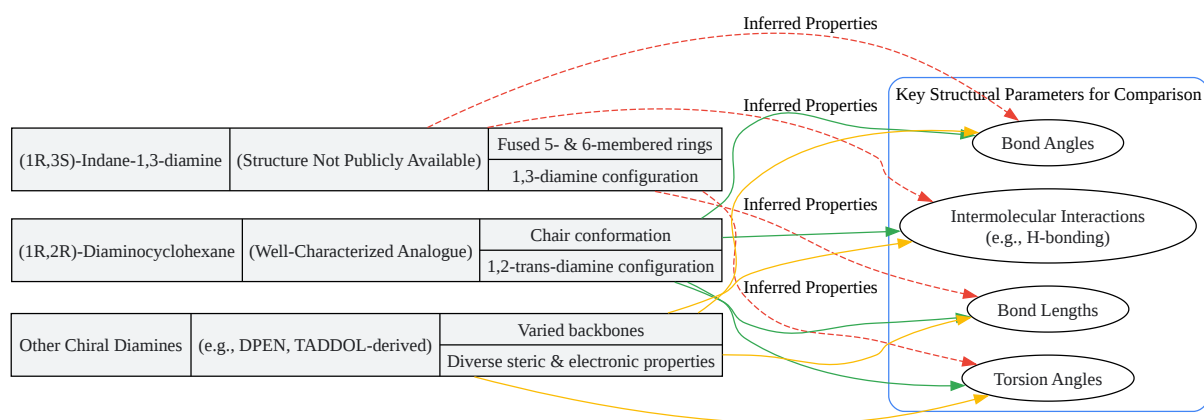 Inferred Properties
Key Structural Parameters for Comparison
Inferred Properties
Bond Angles
(1R,3S)-Indane-1,3-diamine
(Structure Not Publicly Available)
Fused 5- & 6-membered rings
1,3-diamine configuration
Inferred Properties
Intermolecular Interactions
(e.g., H-bonding)
(1R,2R)-Diaminocyclohexane
(Well-Characterized Analogue)
Chair conformation
1,2-trans-diamine configuration
Inferred Properties
Bond Lengths
Other Chiral Diamines
(e.g., DPEN, TADDOL-derived)
Varied backbones
Diverse steric & electronic properties
Torsion Angles